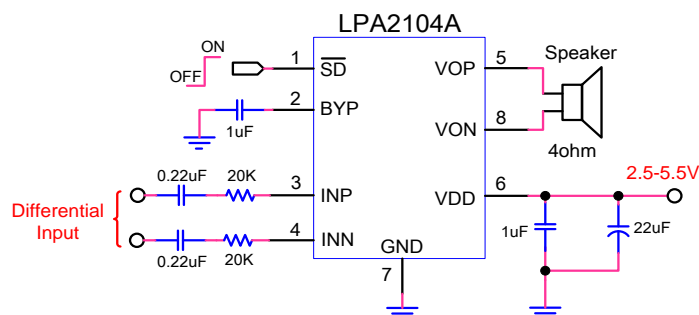 LPA2104A
ON
OFF
1
SD
2
BYP
1uF
0.22uF
20K
3
INP
Differential
Input
0.22uF
20K
4
INN
GND
7
VOP
5
Speaker
VON
8
4ohm
VDD
6
2.5-5.5V
1uF
22uF